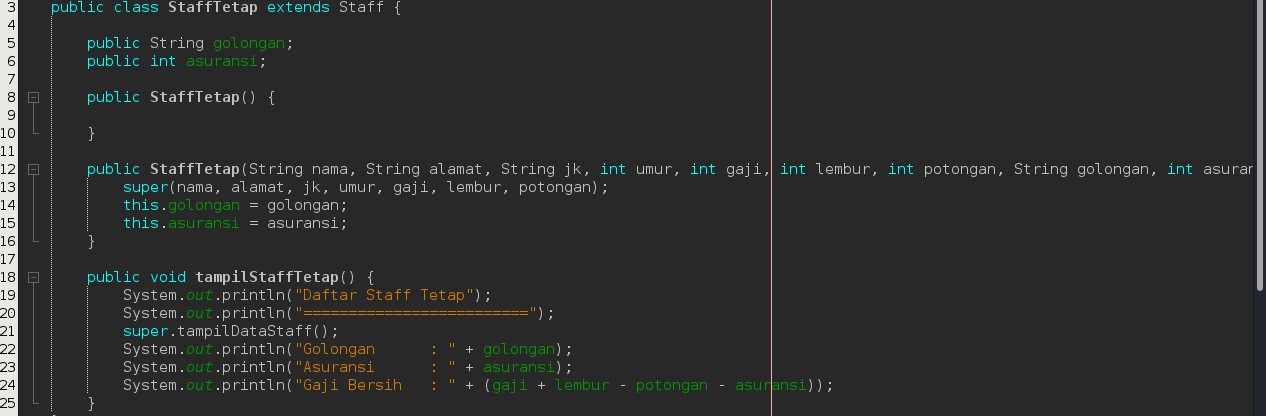 3 public class StaffTetap extends Staff {
4
5 public String golongan;
6 public int asuransi;
7
8 public StaffTetap() {
9
10 }
11
12 public StaffTetap(String nama, String alamat, String jk, int umur, int gaji, int lembur, int potongan, String golongan, int asuran
13 super(nama, alamat, jk, umur, gaji, lembur, potongan);
14 this.golongan = golongan;
15 this.asuransi = asuransi;
16 }
17
18 public void tampilStaffTetap() {
19 System.out.println("Daftar Staff Tetap");
20 System.out.println("=========================");
21 super.tampilDataStaff();
22 System.out.println("Golongan      : " + golongan);
23 System.out.println("Asuransi      : " + asuransi);
24 System.out.println("Gaji Bersih   : " + (gaji + lembur - potongan - asuransi));
25 }